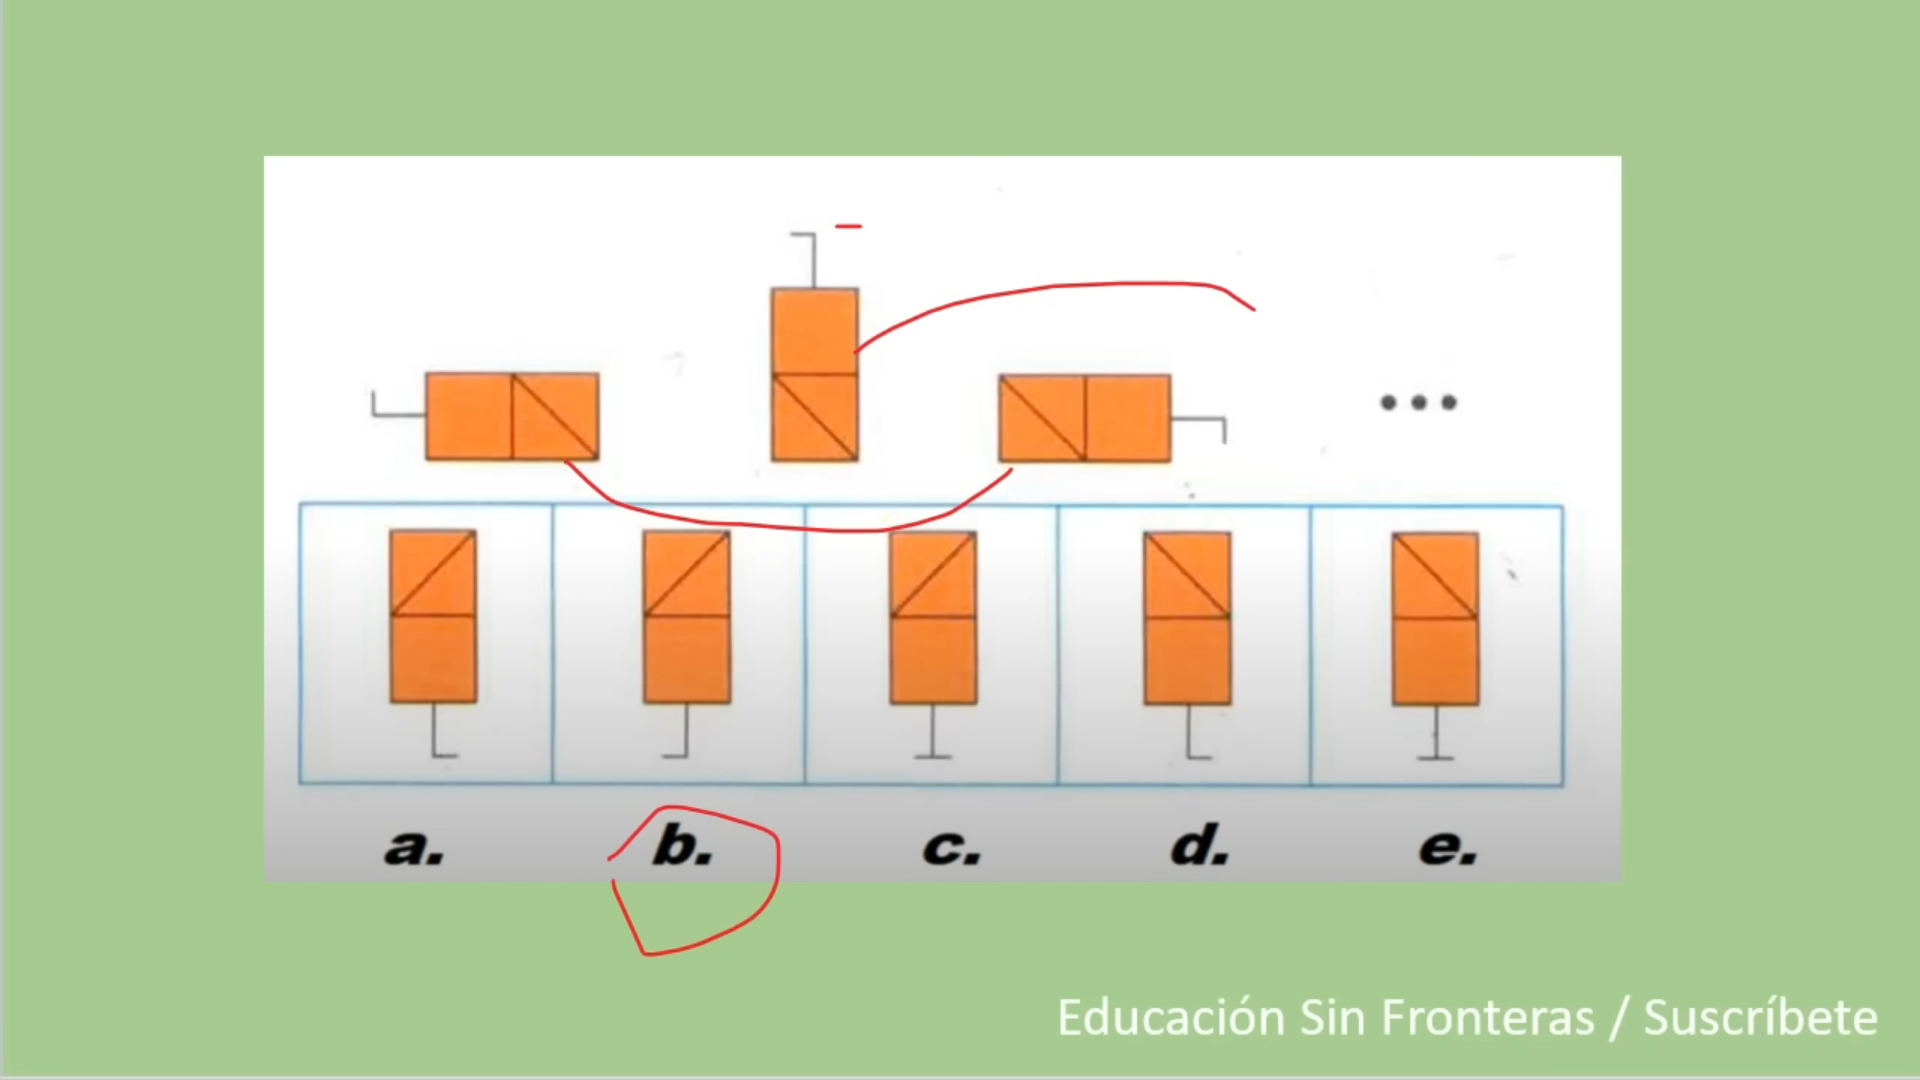 a. b. c. d. e.
Educación Sin Fronteras / Suscríbete